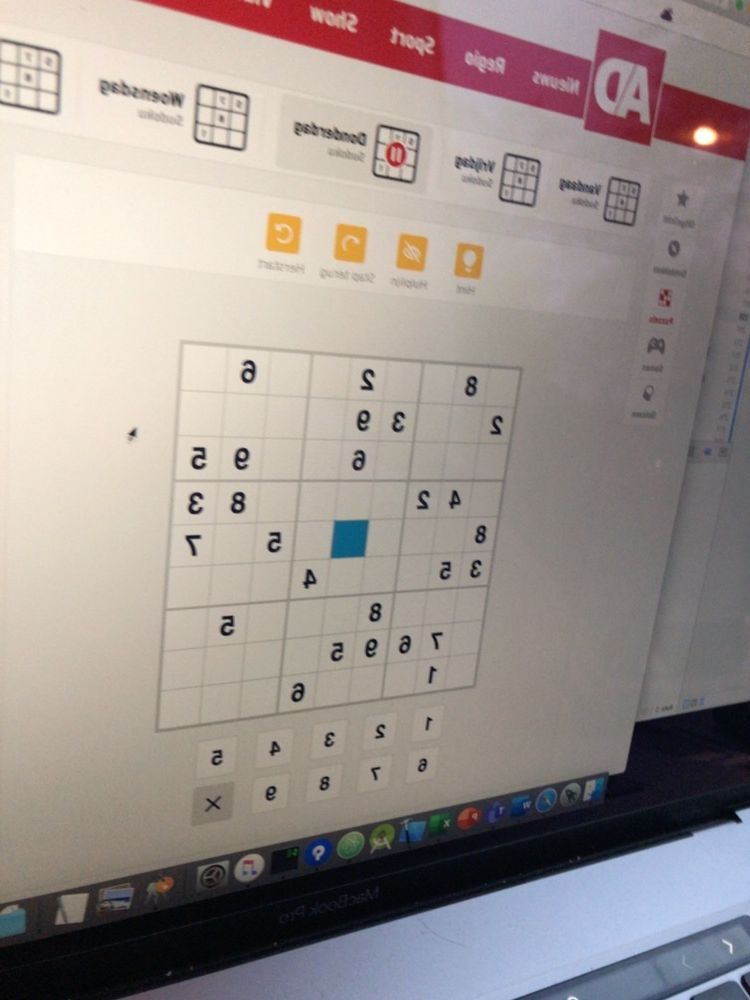 AD Nieuws Regio Sport Show
Vandaag Vrijdag Donderdag Woensdag
Sudoku Sudoku Sudoku Sudoku
Puzzels
Games
Hint Hulplijn Stap terug Herstart
8 2 6
2 3 9
6 9 5
4 2 8 3
8 5 7
3 5 4
8 5
7 6 9 5
1 6
1 2 3 4 5
6 7 8 9
MacBook Pro